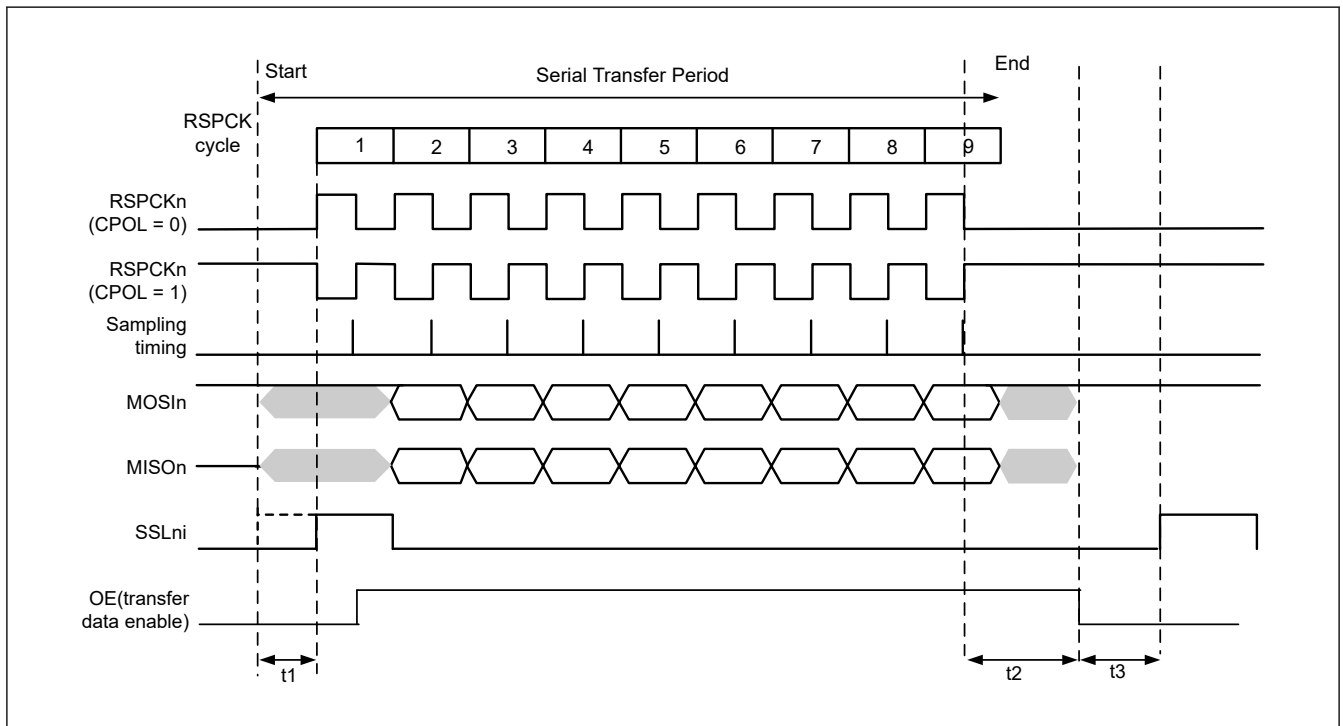 Start
Serial Transfer Period
End
RSPCK
cycle
1 2 3 4 5 6 7 8 9
RSPCKn
(CPOL = 0)
RSPCKn
(CPOL = 1)
Sampling
timing
MOSIn
MISOn
SSLni
OE(transfer
data enable)
t1
t2
t3